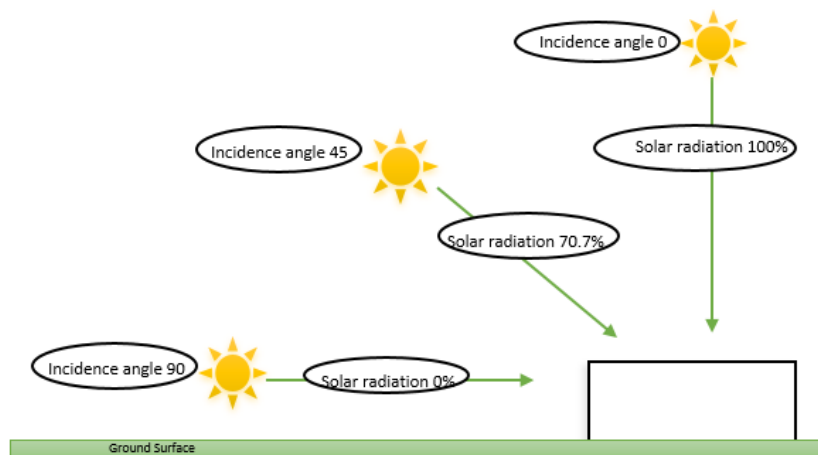 Incidence angle 0
Solar radiation 100%
Incidence angle 45
Solar radiation 70.7%
Incidence angle 90
Solar radiation 0%
Ground Surface